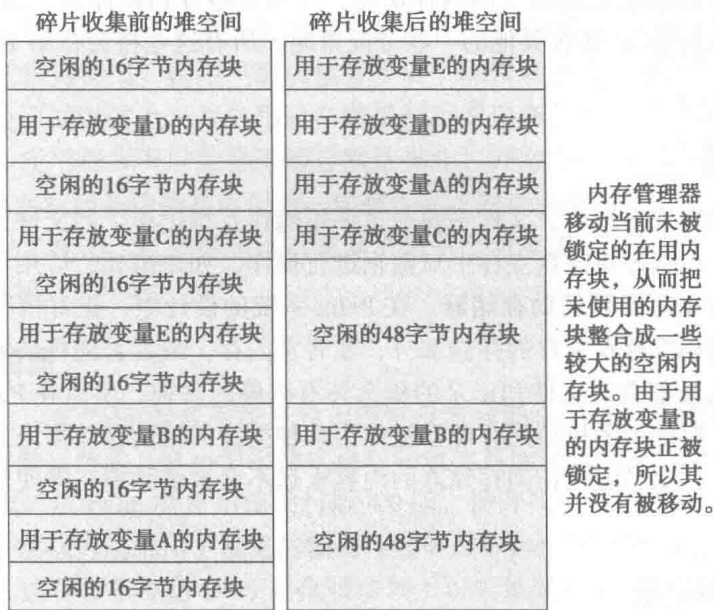 碎片收集前的堆空间
空闲的16字节内存块
用于存放变量D的内存块
空闲的16字节内存块
用于存放变量C的内存块
空闲的16字节内存块
用于存放变量E的内存块
空闲的16字节内存块
用于存放变量B的内存块
空闲的16字节内存块
用于存放变量A的内存块
空闲的16字节内存块
碎片收集后的堆空间
用于存放变量E的内存块
用于存放变量D的内存块
用于存放变量A的内存块
用于存放变量C的内存块
空闲的48字节内存块
用于存放变量B的内存块
空闲的48字节内存块
内存管理器
移动当前未被
锁定的在用内
存块，从而把
未使用的内存
块整合成一些
较大的空闲内
存块。由于用
于存放变量B
的内存块正被
锁定，所以其
并没有被移动。